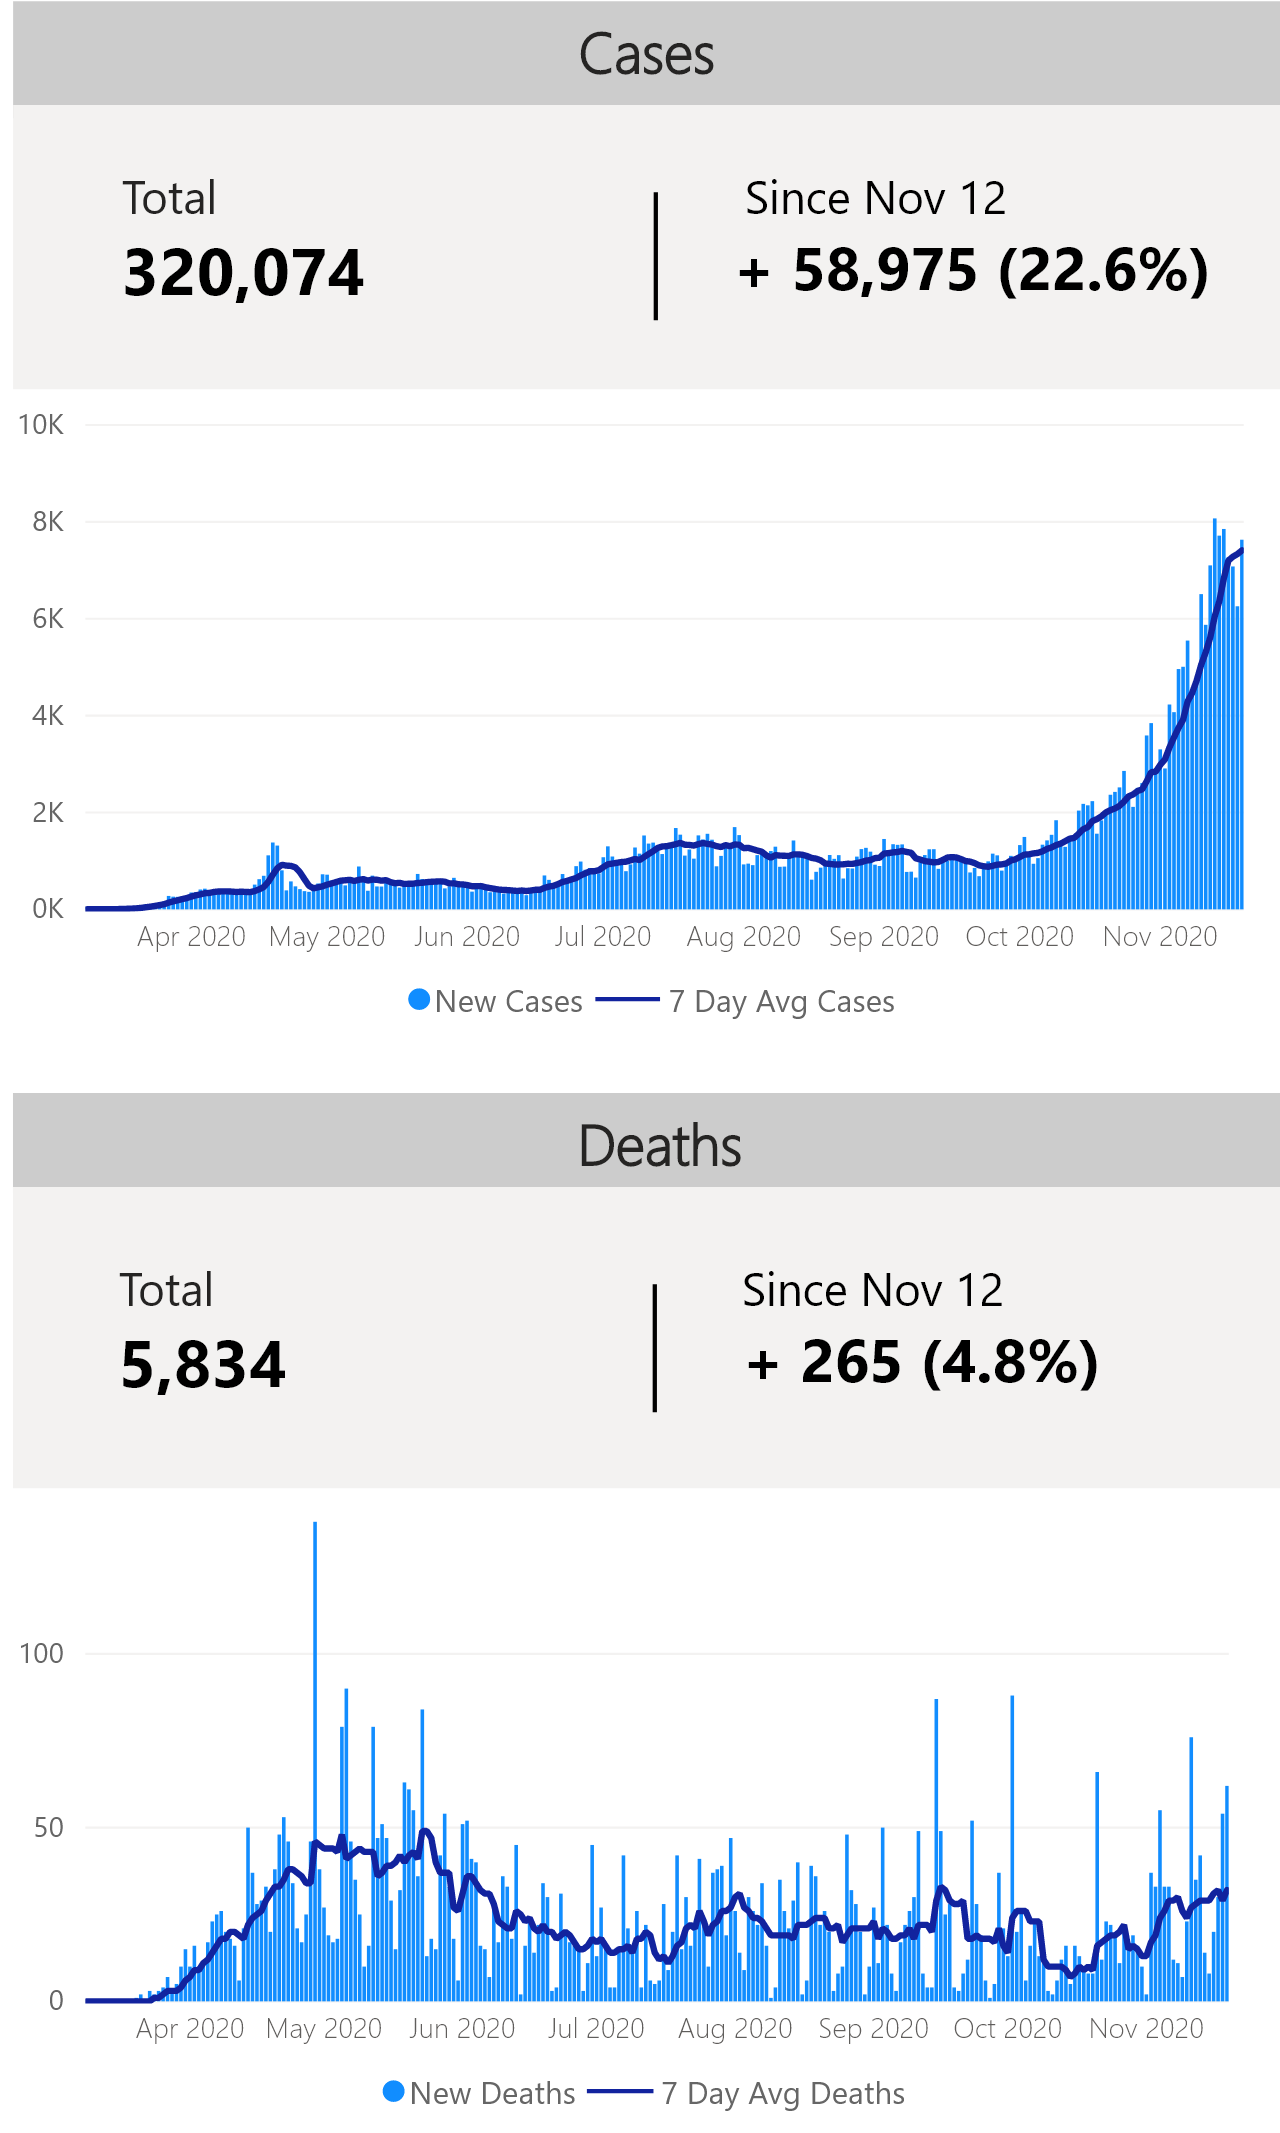 Cases
Total
Since Nov 12
320,074
+ 58,975 (22.6%)
10K
8K
6K
4K
2K
0K
Apr 2020 May 2020 Jun 2020 Jul 2020 Aug 2020 Sep 2020 Oct 2020 Nov 2020
New Cases 7 Day Avg Cases
Deaths
Total
Since Nov 12
5,834
+ 265 (4.8%)
100
50
0
Apr 2020 May 2020 Jun 2020 Jul 2020 Aug 2020 Sep 2020 Oct 2020 Nov 2020
New Deaths 7 Day Avg Deaths